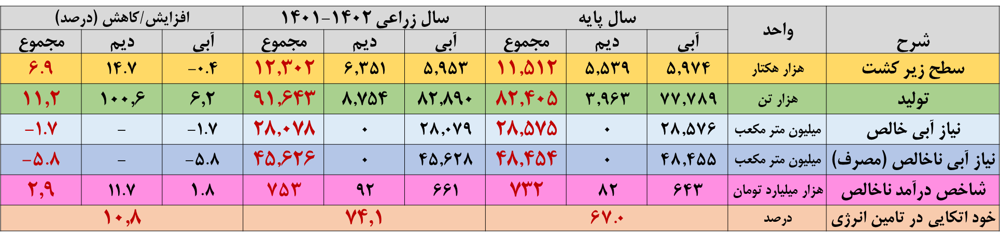 شرح واحد سال پایه سال زراعی ۱۴۰۲-۱۴۰۱ افزایش/کاهش (درصد)
آبی دیم مجموع آبی دیم مجموع آبی دیم مجموع
سطح زیر کشت هزار هکتار ۵,۹۷۴ ۵,۵۳۹ ۱۱,۵۱۲ ۵,۹۵۳ ۶,۳۵۱ ۱۲,۳۰۲ -۰.۴ ۱۴.۷ ۶.۹
تولید هزار تن ۷۷,۷۸۹ ۳,۹۶۳ ۸۲,۴۰۵ ۸۲,۸۹۰ ۸,۷۵۴ ۹۱,۶۴۳ ۶,۲ ۱۰۰,۶ ۱۱,۲
نیاز آبی خالص میلیون متر مکعب ۲۸,۵۷۶ ۰ ۲۸,۵۷۵ ۲۸,۰۷۹ ۰ ۲۸,۰۷۸ -۱.۷ - -۱.۷
نیاز آبی ناخالص (مصرف) میلیون متر مکعب ۴۸,۴۵۵ ۰ ۴۸,۴۵۴ ۴۵,۶۲۸ ۰ ۴۵,۶۲۶ -۵.۸ - -۵.۸
شاخص درآمد ناخالص هزار میلیارد تومان ۶۴۳ ۸۲ ۷۳۲ ۶۶۱ ۹۲ ۷۵۳ ۱.۸ ۱۱.۷ ۲,۹
خود اتکایی در تامین انرژی درصد ۶۷.۰ ۷۴,۱ ۱۰,۸